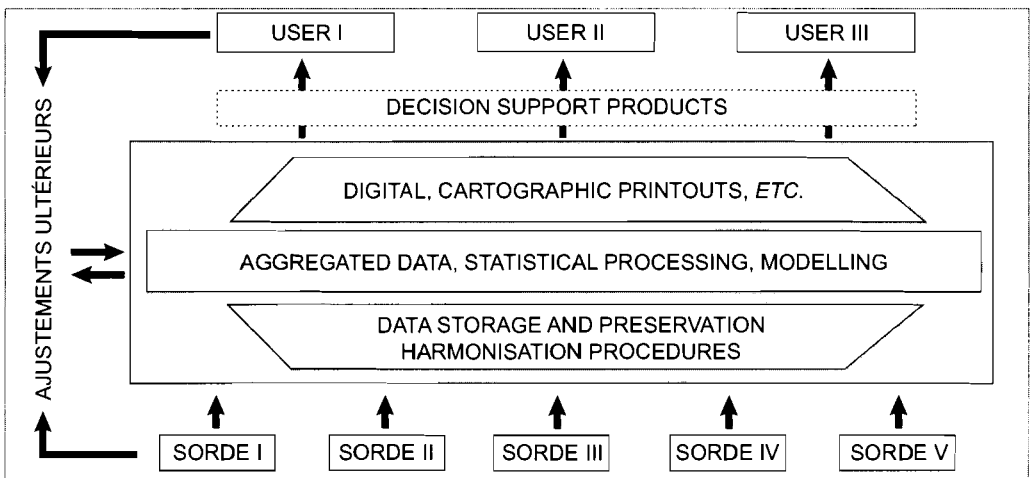 USER I
USER II
USER III
DECISION SUPPORT PRODUCTS
DIGITAL, CARTOGRAPHIC PRINTOUTS, ETC.
AJUSTEMENTS ULTÉRIEURS
AGGREGATED DATA, STATISTICAL PROCESSING, MODELLING
DATA STORAGE AND PRESERVATION
HARMONISATION PROCEDURES
SORDE I
SORDE II
SORDE III
SORDE IV
SORDE V